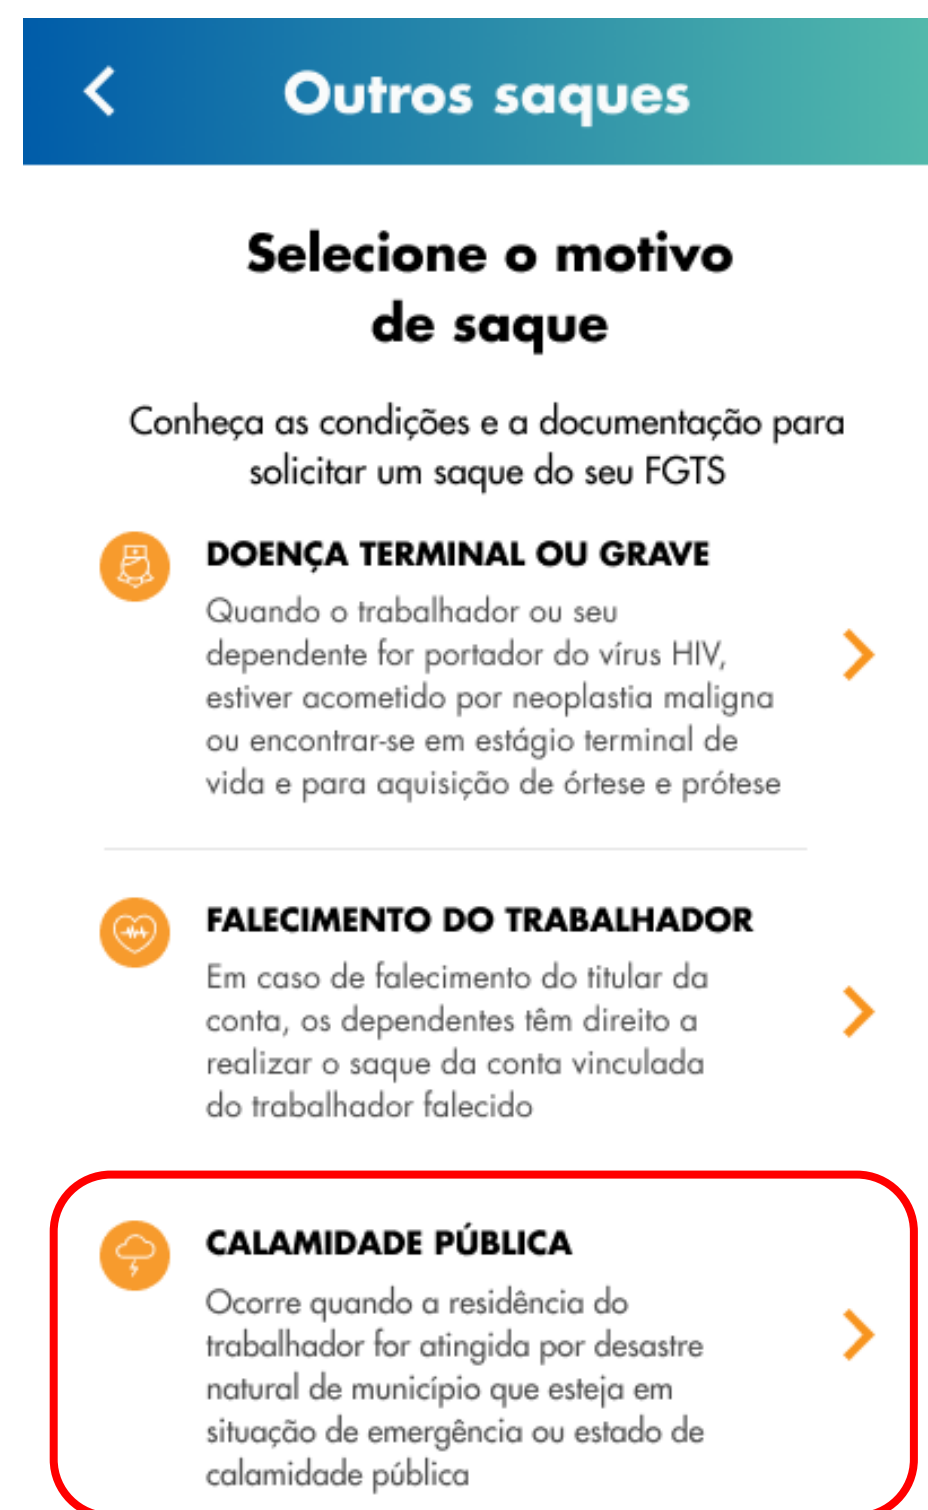 Outros saques
Selecione o motivo
de saque
Conheça as condições e a documentação para
solicitar um saque do seu FGTS
DOENÇA TERMINAL OU GRAVE
Quando o trabalhador ou seu
dependente for portador do vírus HIV,
estiver acometido por neoplastia maligna
ou encontrar-se em estágio terminal de
vida e para aquisição de órtese e prótese
FALECIMENTO DO TRABALHADOR
Em caso de falecimento do titular da
conta, os dependentes têm direito a
realizar o saque da conta vinculada
do trabalhador falecido
CALAMIDADE PÚBLICA
Ocorre quando a residência do
trabalhador for atingida por desastre
natural de município que esteja em
situação de emergência ou estado de
calamidade pública